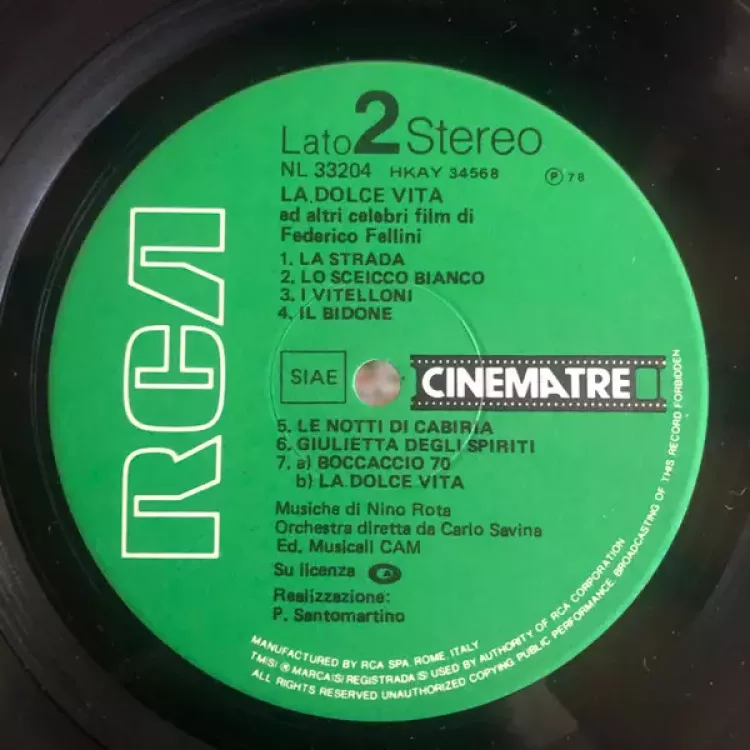 Lato 2 Stereo
NL 33204 HKAY 34568 Ⓟ 78
LA DOLCE VITA
ed altri celebri film di
Federico Fellini
1. LA STRADA
2. LO SCEICCO BIANCO
3. I VITELLONI
4. IL BIDONE
RCA
SIAE
CINEMATRE
5. LE NOTTI DI CABIRIA
6. GIULIETTA DEGLI SPIRITI
7. a) BOCCACCIO 70
b) LA DOLCE VITA
Musiche di Nino Rota
Orchestra diretta da Carlo Savina
Ed. Musicali CAM
Su licenza
Realizzazione:
P. Santomartino
MANUFACTURED BY RCA SPA, ROME, ITALY
TM(S) ® MARCA(S) REGISTRADA(S) USED BY AUTHORITY OF RCA CORPORATION
ALL RIGHTS RESERVED UNAUTHORIZED COPYING PUBLIC PERFORMANCE, BROADCASTING OF THIS RECORD FORBIDDEN